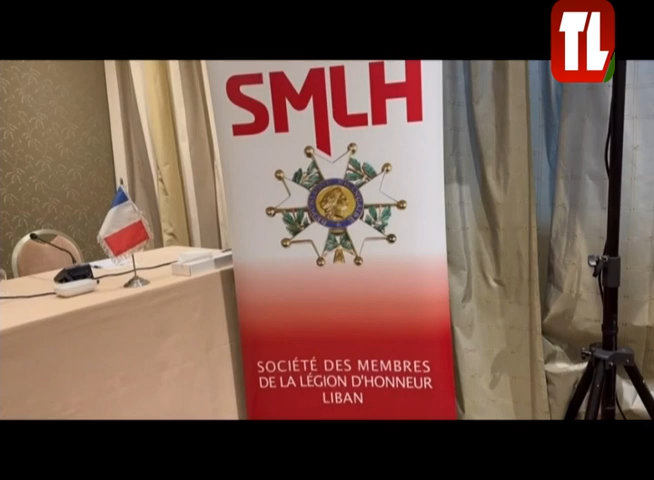 TL
SMLH
SOCIÉTÉ DES MEMBRES
DE LA LÉGION D'HONNEUR
LIBAN